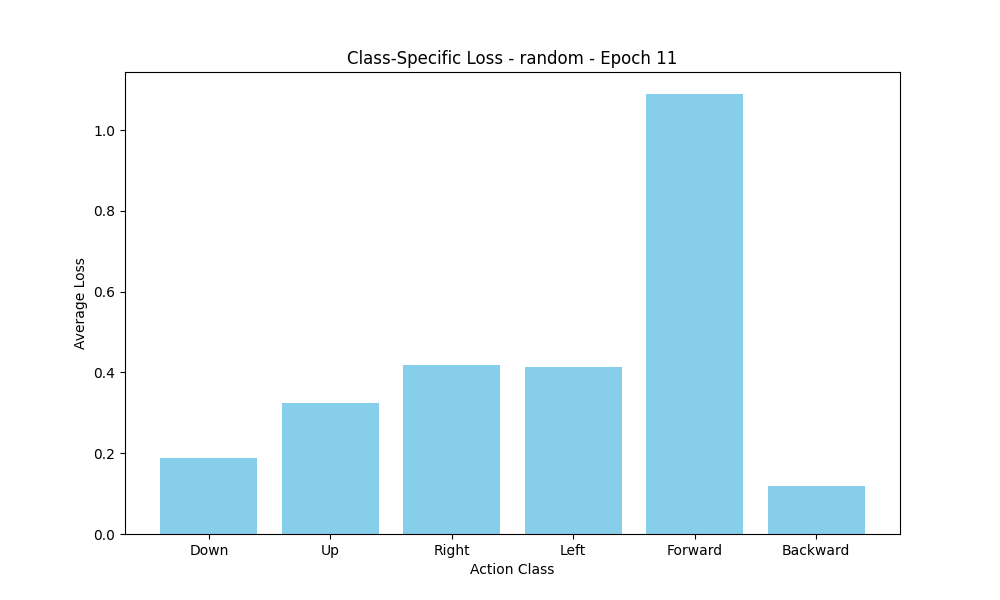 Class-Specific Loss - random - Epoch 11
Average Loss
1.0
0.8
0.6
0.4
0.2
0.0
Down Up Right Left Forward Backward
Action Class